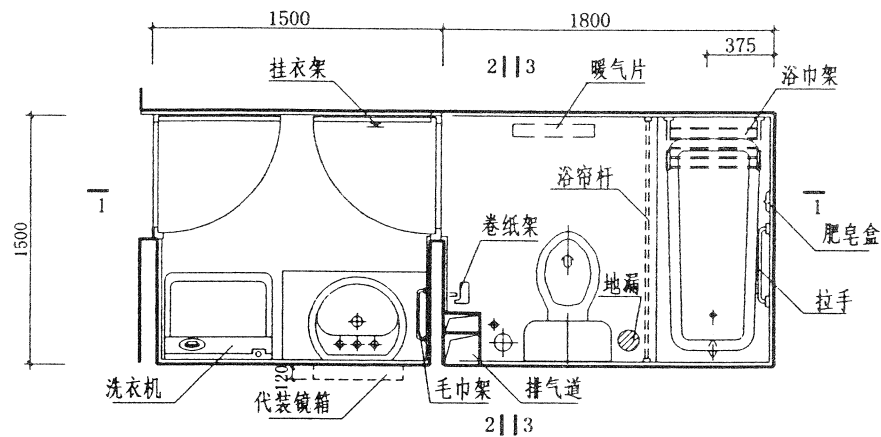 1500
1800
375
挂衣架
2 3
暖气片
浴巾架
浴帘杆
1
1
1500
卷纸架
肥皂盒
地漏
拉手
洗衣机
120
代装镜箱
毛巾架
排气道
2 3